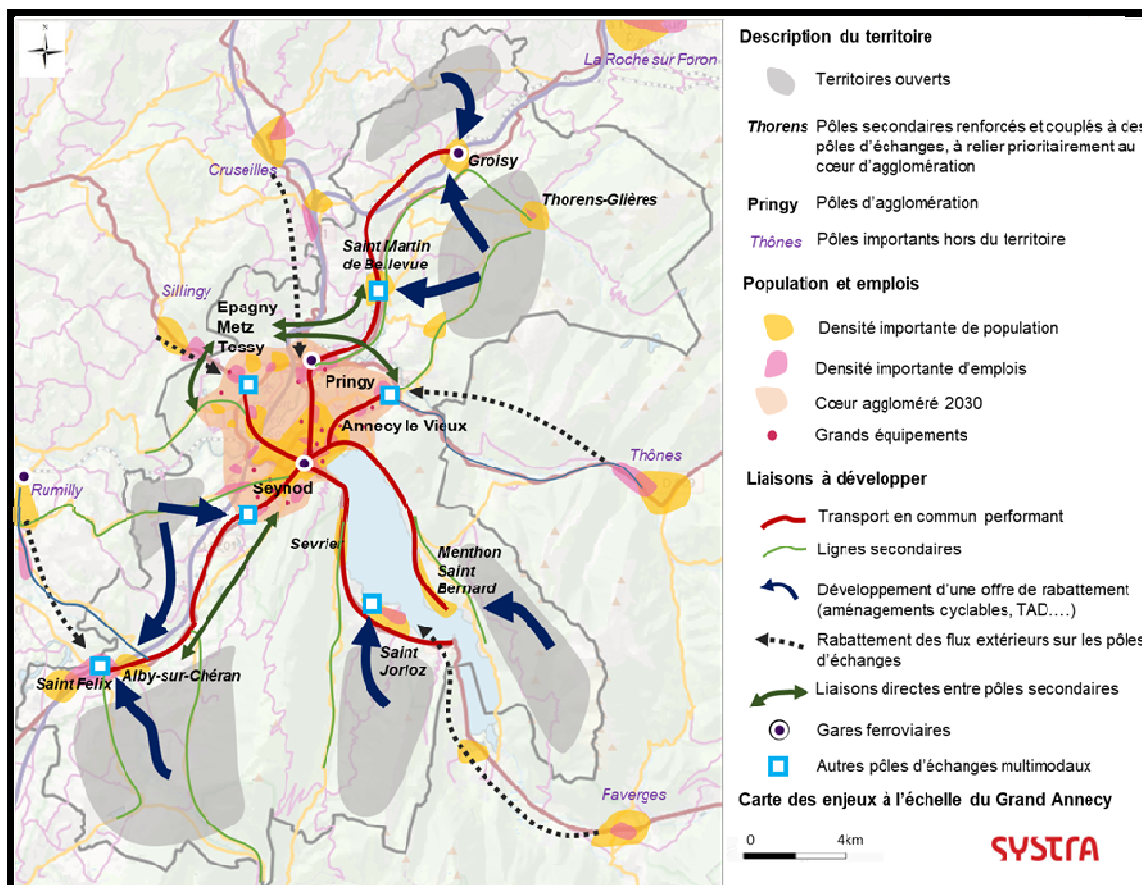 La Roche sur Foron
Cruseilles
Groisy
Thorens-Glières
Saint Martin
de Bellevue
Sillingy
Epagny
Metz
Tessy
Pringy
Annecy le Vieux
Thônes
Rumilly
Seynod
Sevrier
Menthon
Saint
Bernard
Saint
Jorioz
Saint Felix
Alby-sur-Chéran
Faverges
Description du territoire
Territoires ouverts
Thorens Pôles secondaires renforcés et couplés à des
pôles d'échanges, à relier prioritairement au
cœur d'agglomération
Pringy Pôles d'agglomération
Thônes Pôles importants hors du territoire
Population et emplois
Densité importante de population
Densité importante d'emplois
Cœur aggloméré 2030
Grands équipements
Liaisons à développer
Transport en commun performant
Lignes secondaires
Développement d'une offre de rabattement
(aménagements cyclables, TAD....)
Rabattement des flux extérieurs sur les pôles
d'échanges
Liaisons directes entre pôles secondaires
Gares ferroviaires
Autres pôles d'échanges multimodaux
Carte des enjeux à l'échelle du Grand Annecy
0 4km
SYSTRA